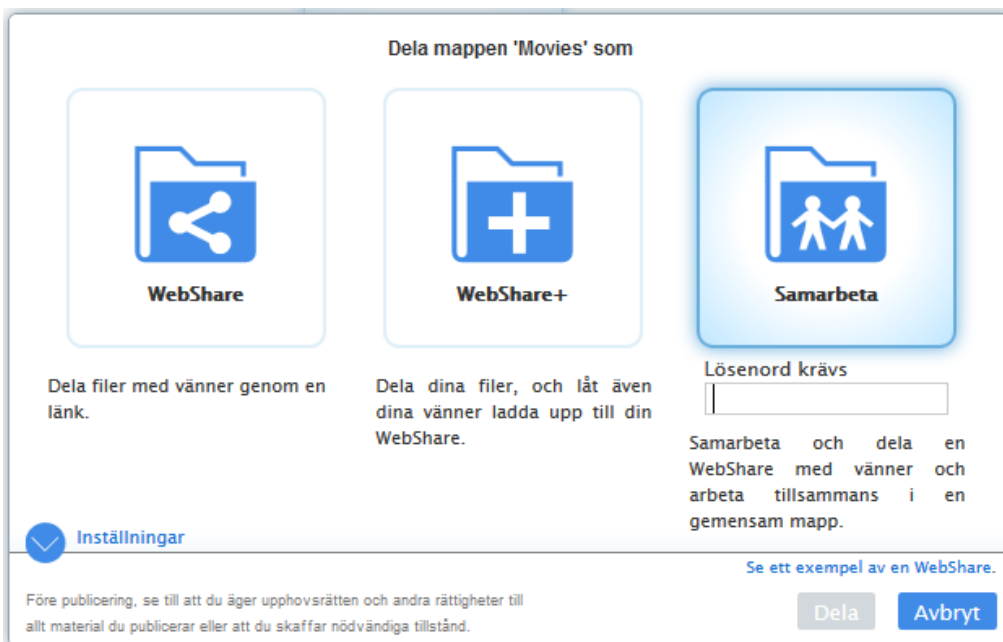 Dela mappen 'Movies' som
WebShare
Dela filer med vänner genom en
länk.
WebShare+
Dela dina filer, och låt även
dina vänner ladda upp till din
WebShare.
Samarbeta
Lösenord krävs
Samarbeta och dela en
WebShare med vänner och
arbeta tillsammans i en
gemensam mapp.
Inställningar
Se ett exempel av en WebShare.
Före publicering, se till att du äger upphovsrätten och andra rättigheter till
allt material du publicerar eller att du skaffar nödvändiga tillstånd.
Dela
Avbryt